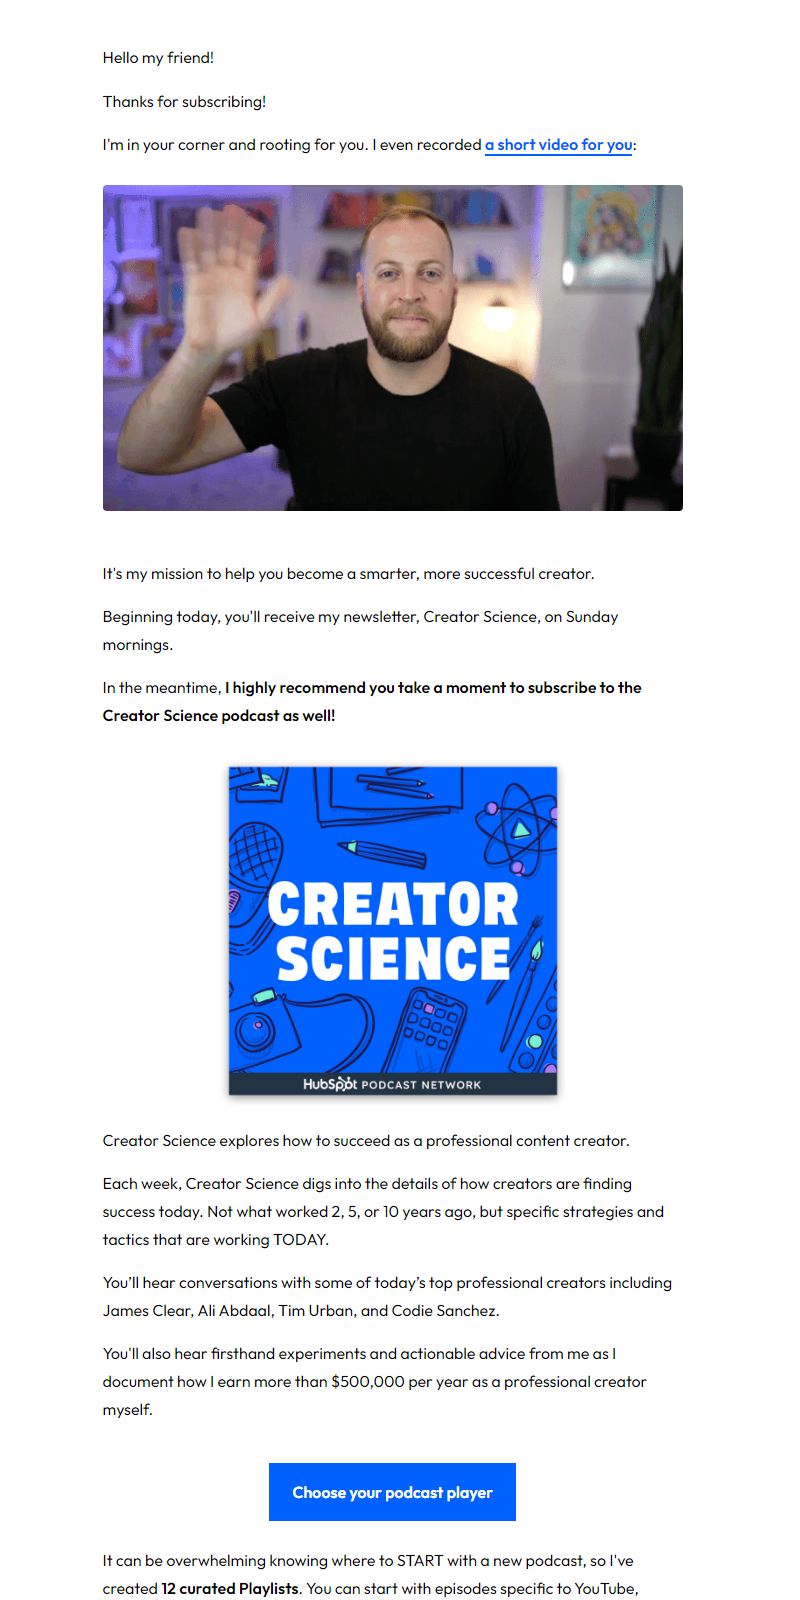 Hello my friend!
Thanks for subscribing!
I'm in your corner and rooting for you. I even recorded a short video for you:
It's my mission to help you become a smarter, more successful creator.
Beginning today, you'll receive my newsletter, Creator Science, on Sunday
mornings.
In the meantime, I highly recommend you take a moment to subscribe to the
Creator Science podcast as well!
CREATOR
SCIENCE
HubSpot PODCAST NETWORK
Creator Science explores how to succeed as a professional content creator.
Each week, Creator Science digs into the details of how creators are finding
success today. Not what worked 2, 5, or 10 years ago, but specific strategies and
tactics that are working TODAY.
You’ll hear conversations with some of today’s top professional creators including
James Clear, Ali Abdaal, Tim Urban, and Codie Sanchez.
You'll also hear firsthand experiments and actionable advice from me as I
document how I earn more than $500,000 per year as a professional creator
myself.
Choose your podcast player
It can be overwhelming knowing where to START with a new podcast, so I've
created 12 curated Playlists. You can start with episodes specific to YouTube,